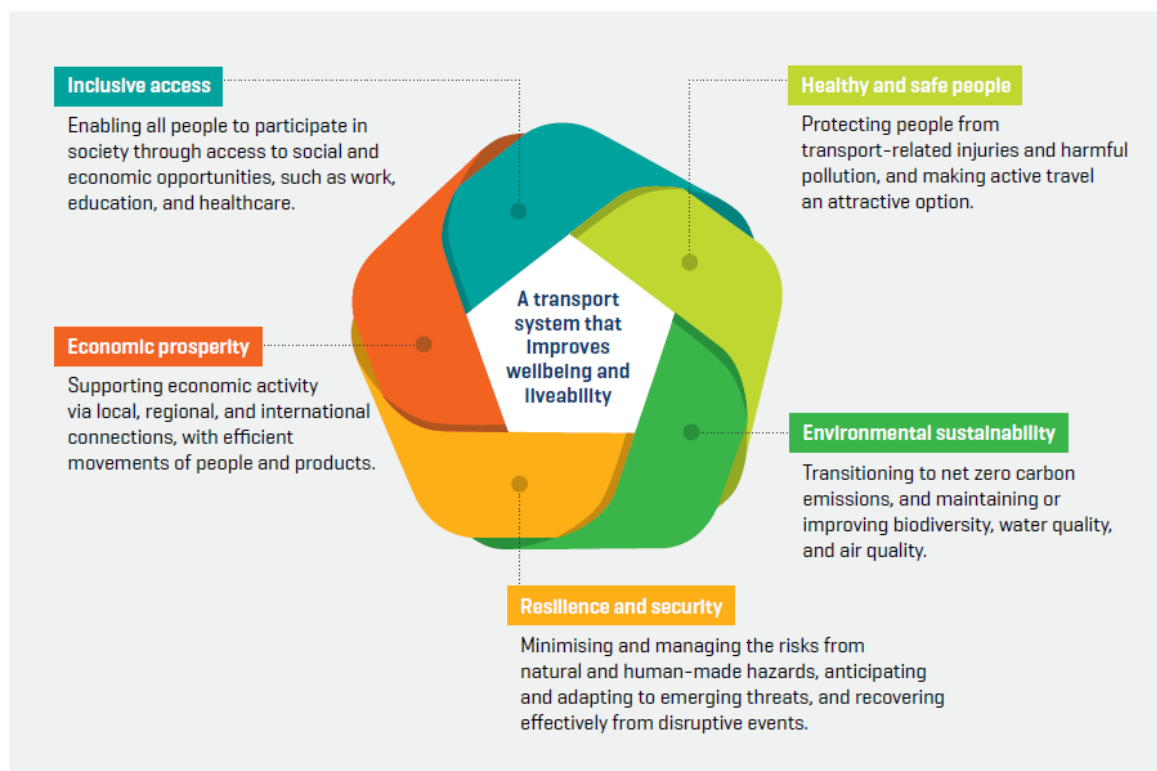 Inclusive access
Enabling all people to participate in
society through access to social and
economic opportunities, such as work,
education, and healthcare.
Healthy and safe people
Protecting people from
transport-related injuries and harmful
pollution, and making active travel
an attractive option.
A transport
system that
improves
wellbeing and
liveability
Economic prosperity
Supporting economic activity
via local, regional, and international
connections, with efficient
movements of people and products.
Environmental sustainability
Transitioning to net zero carbon
emissions, and maintaining or
improving biodiversity, water quality,
and air quality.
Resilience and security
Minimising and managing the risks from
natural and human-made hazards, anticipating
and adapting to emerging threats, and recovering
effectively from disruptive events.